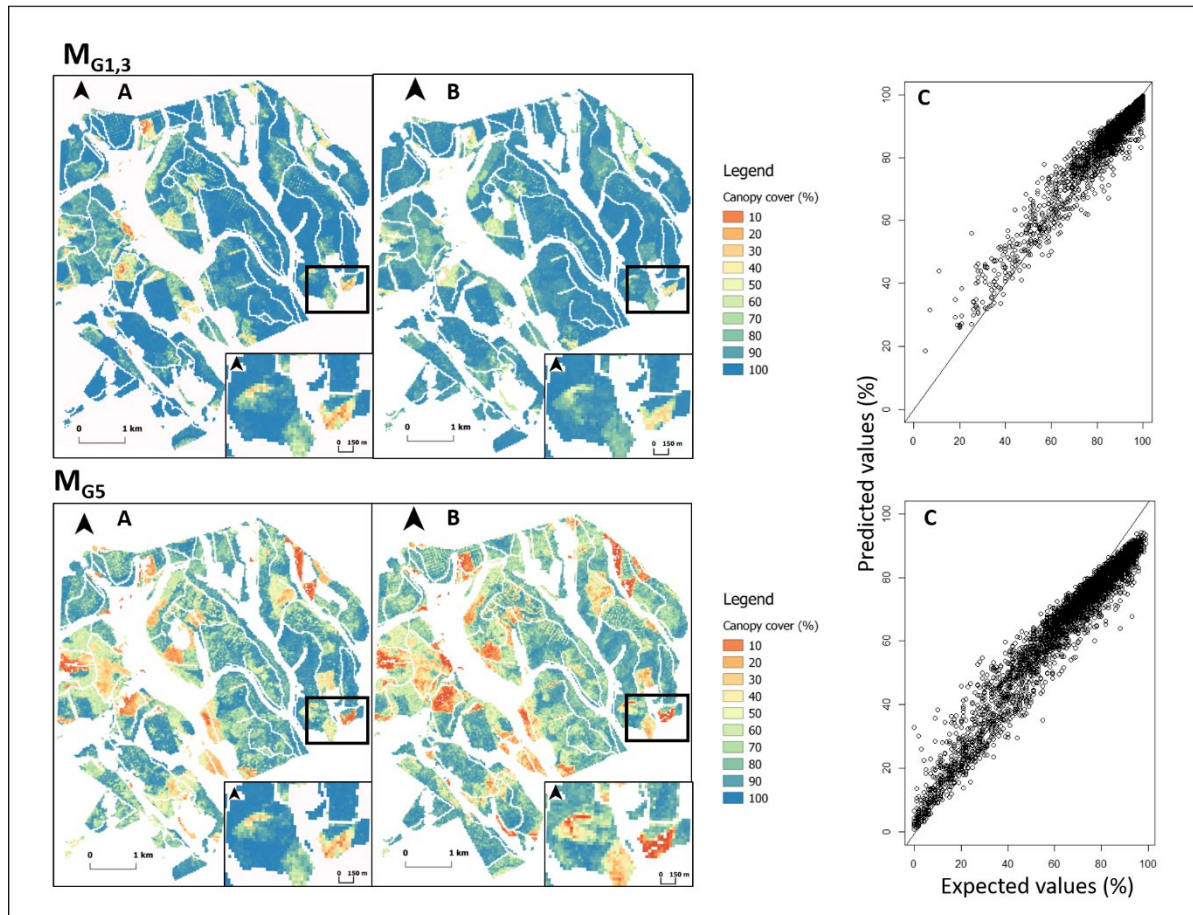 M_G1,3
A
B
C
1 km
0
150 m
0
1 km
0
150 m
0
Legend
Canopy cover (%)
10
20
30
40
50
60
70
80
90
100
100
80
60
40
20
0
0 20 40 60 80 100
M_G5
A
B
C
0 1 km
0 150 m
0 1 km
0 150 m
Legend
Canopy cover (%)
10
20
30
40
50
60
70
80
90
100
100
80
60
40
20
0
0 20 40 60 80 100
Predicted values (%)
Expected values (%)